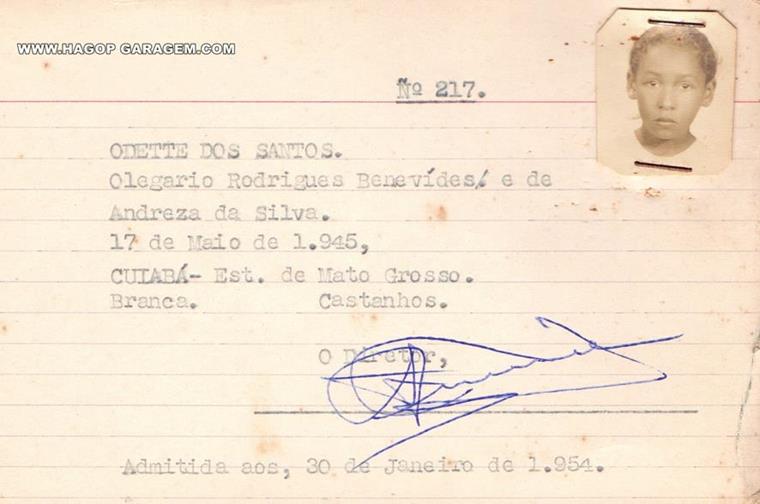 WWW.HAGOP GARAGEM.COM
Nº 217.
ODETTE DOS SANTOS.
Olegario Rodrigues Benevídes/. e de
Andreza da Silva.
17 de Maio de 1.945,
CUIABÁ- Est. de Mato Grosso.
Branca. Castanhos.
O Diretor,
Admitida aos, 30 de Janeiro de 1.954.